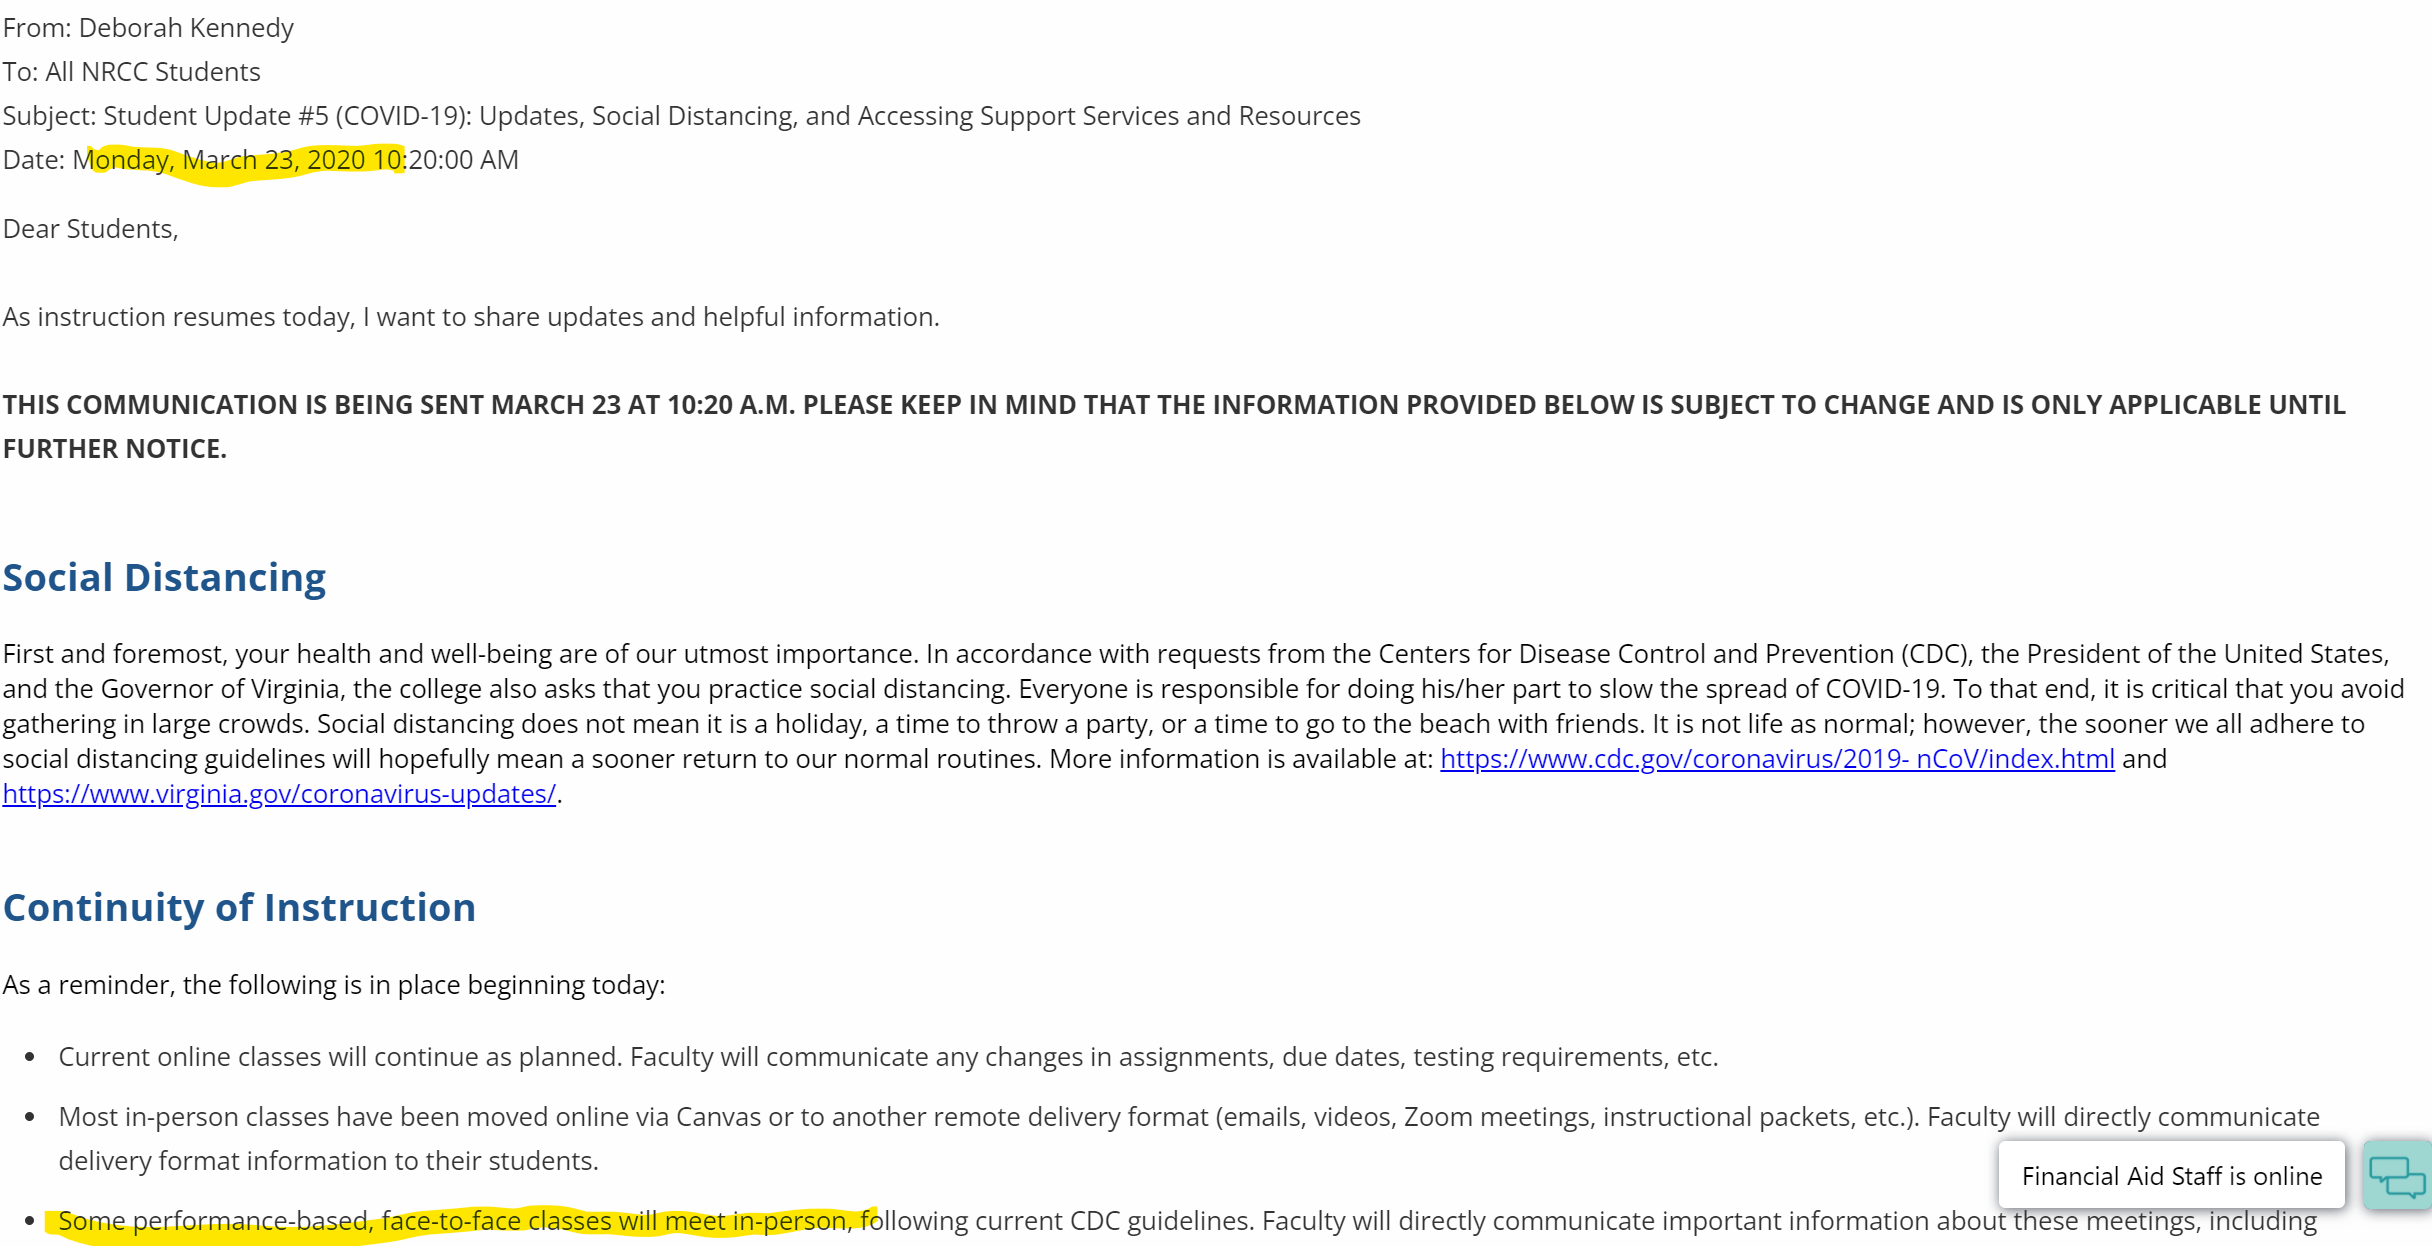 From: Deborah Kennedy
To: All NRCC Students
Subject: Student Update #5 (COVID-19): Updates, Social Distancing, and Accessing Support Services and Resources
Date: Monday, March 23, 2020 10:20:00 AM
Dear Students,
As instruction resumes today, I want to share updates and helpful information.
THIS COMMUNICATION IS BEING SENT MARCH 23 AT 10:20 A.M. PLEASE KEEP IN MIND THAT THE INFORMATION PROVIDED BELOW IS SUBJECT TO CHANGE AND IS ONLY APPLICABLE UNTIL
FURTHER NOTICE.
Social Distancing
First and foremost, your health and well-being are of our utmost importance. In accordance with requests from the Centers for Disease Control and Prevention (CDC), the President of the United States,
and the Governor of Virginia, the college also asks that you practice social distancing. Everyone is responsible for doing his/her part to slow the spread of COVID-19. To that end, it is critical that you avoid
gathering in large crowds. Social distancing does not mean it is a holiday, a time to throw a party, or a time to go to the beach with friends. It is not life as normal; however, the sooner we all adhere to
social distancing guidelines will hopefully mean a sooner return to our normal routines. More information is available at: https://www.cdc.gov/coronavirus/2019- nCoV/index.html and
https://www.virginia.gov/coronavirus-updates/.
Continuity of Instruction
As a reminder, the following is in place beginning today:
• Current online classes will continue as planned. Faculty will communicate any changes in assignments, due dates, testing requirements, etc.
• Most in-person classes have been moved online via Canvas or to another remote delivery format (emails, videos, Zoom meetings, instructional packets, etc.). Faculty will directly communicate
delivery format information to their students.
Financial Aid Staff is online
• Some performance-based, face-to-face classes will meet in-person, following current CDC guidelines. Faculty will directly communicate important information about these meetings, including